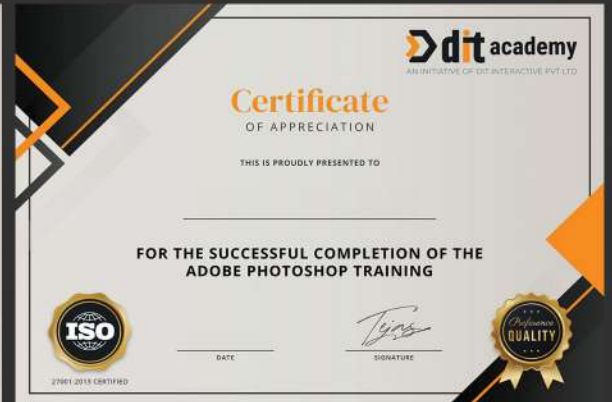 dit academy
AN INITIATIVE OF DIT INTERACTIVE PVT LTD
Certificate
OF APPRECIATION
THIS IS PROUDLY PRESENTED TO
FOR THE SUCCESSFUL COMPLETION OF THE
ADOBE PHOTOSHOP TRAINING
ISO
27001:2013 CERTIFIED
DATE
Tejas
SIGNATURE
QUALITY